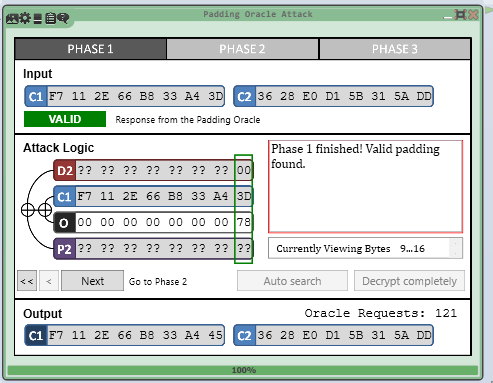 Padding Oracle Attack
PHASE 1 PHASE 2 PHASE 3
Input
C1 F7 11 2E 66 B8 33 A4 3D C2 36 28 E0 D1 5B 31 5A DD
VALID Response from the Padding Oracle
Attack Logic
D2 ?? ?? ?? ?? ?? ?? ?? 00
C1 F7 11 2E 66 B8 33 A4 3D
O 00 00 00 00 00 00 00 78
P2 ?? ?? ?? ?? ?? ?? ?? ??
Phase 1 finished! Valid padding
found.
Currently Viewing Bytes 9...16
<< < Next Go to Phase 2 Auto search Decrypt completely
Output Oracle Requests: 121
C1 F7 11 2E 66 B8 33 A4 45 C2 36 28 E0 D1 5B 31 5A DD
100%